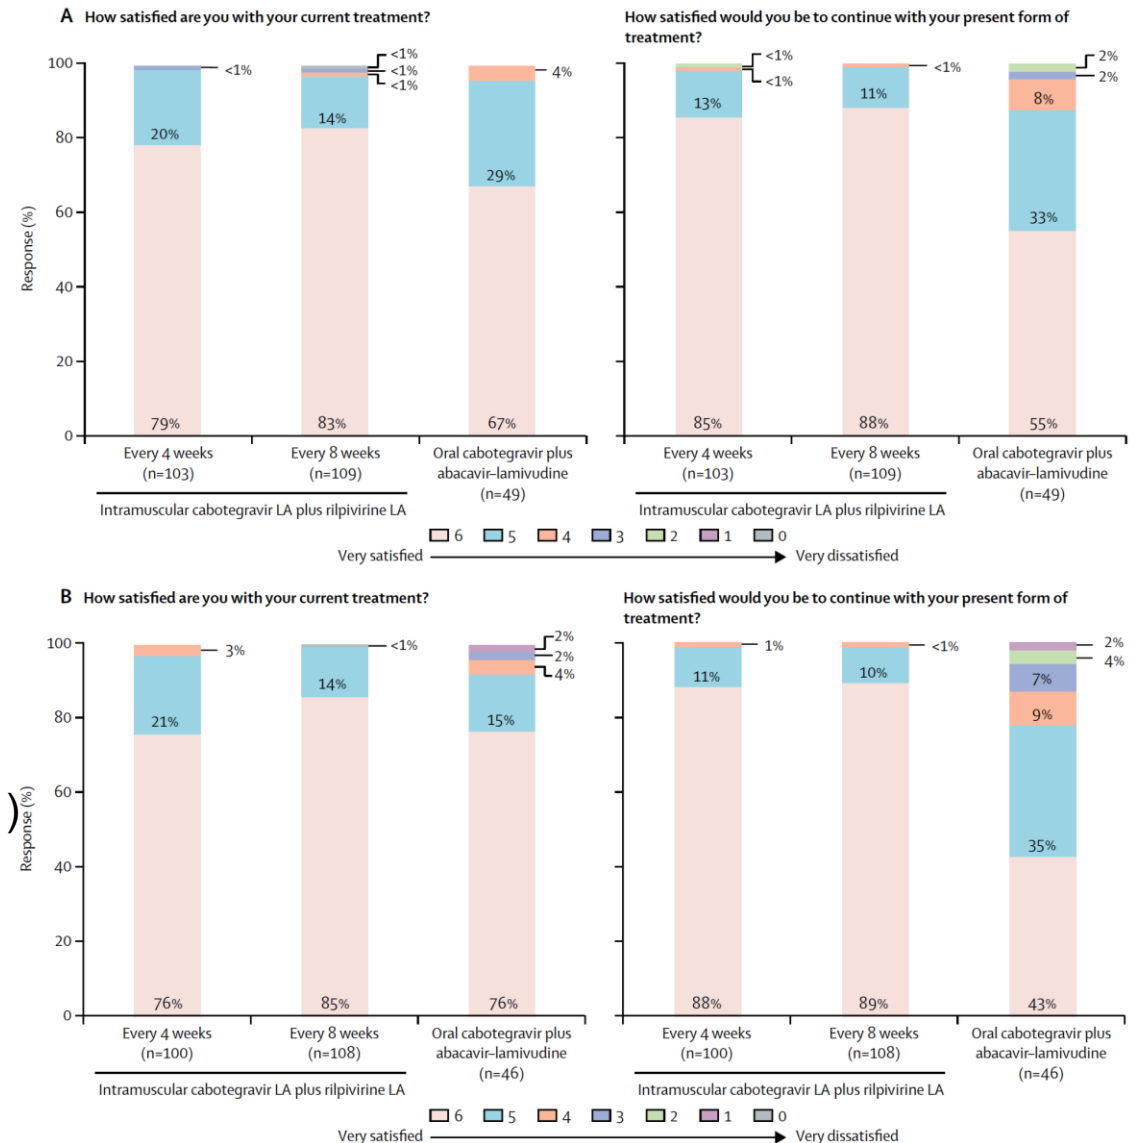 A How satisfied are you with your current treatment?
How satisfied would you be to continue with your present form of
treatment?
Response (%)
100
80
60
40
20
0
<1%
20%
79%
<1%
<1%
<1%
14%
83%
4%
29%
67%
<1%
<1%
13%
85%
<1%
11%
88%
2%
2%
8%
33%
55%
Every 4 weeks
(n=103)
Every 8 weeks
(n=109)
Oral cabotegravir plus
abacavir–lamivudine
(n=49)
Intramuscular cabotegravir LA plus rilpivirine LA
Every 4 weeks
(n=103)
Every 8 weeks
(n=109)
Oral cabotegravir plus
abacavir–lamivudine
(n=49)
Intramuscular cabotegravir LA plus rilpivirine LA
6 5 4 3 2 1 0
Very satisfied Very dissatisfied
B How satisfied are you with your current treatment?
How satisfied would you be to continue with your present form of
treatment?
)
Response (%)
100
80
60
40
20
0
3%
21%
76%
<1%
14%
85%
2%
2%
4%
15%
76%
1%
11%
88%
<1%
10%
89%
2%
4%
7%
9%
35%
43%
Every 4 weeks
(n=100)
Every 8 weeks
(n=108)
Oral cabotegravir plus
abacavir–lamivudine
(n=46)
Intramuscular cabotegravir LA plus rilpivirine LA
Every 4 weeks
(n=100)
Every 8 weeks
(n=108)
Oral cabotegravir plus
abacavir–lamivudine
(n=46)
Intramuscular cabotegravir LA plus rilpivirine LA
6 5 4 3 2 1 0
Very satisfied Very dissatisfied